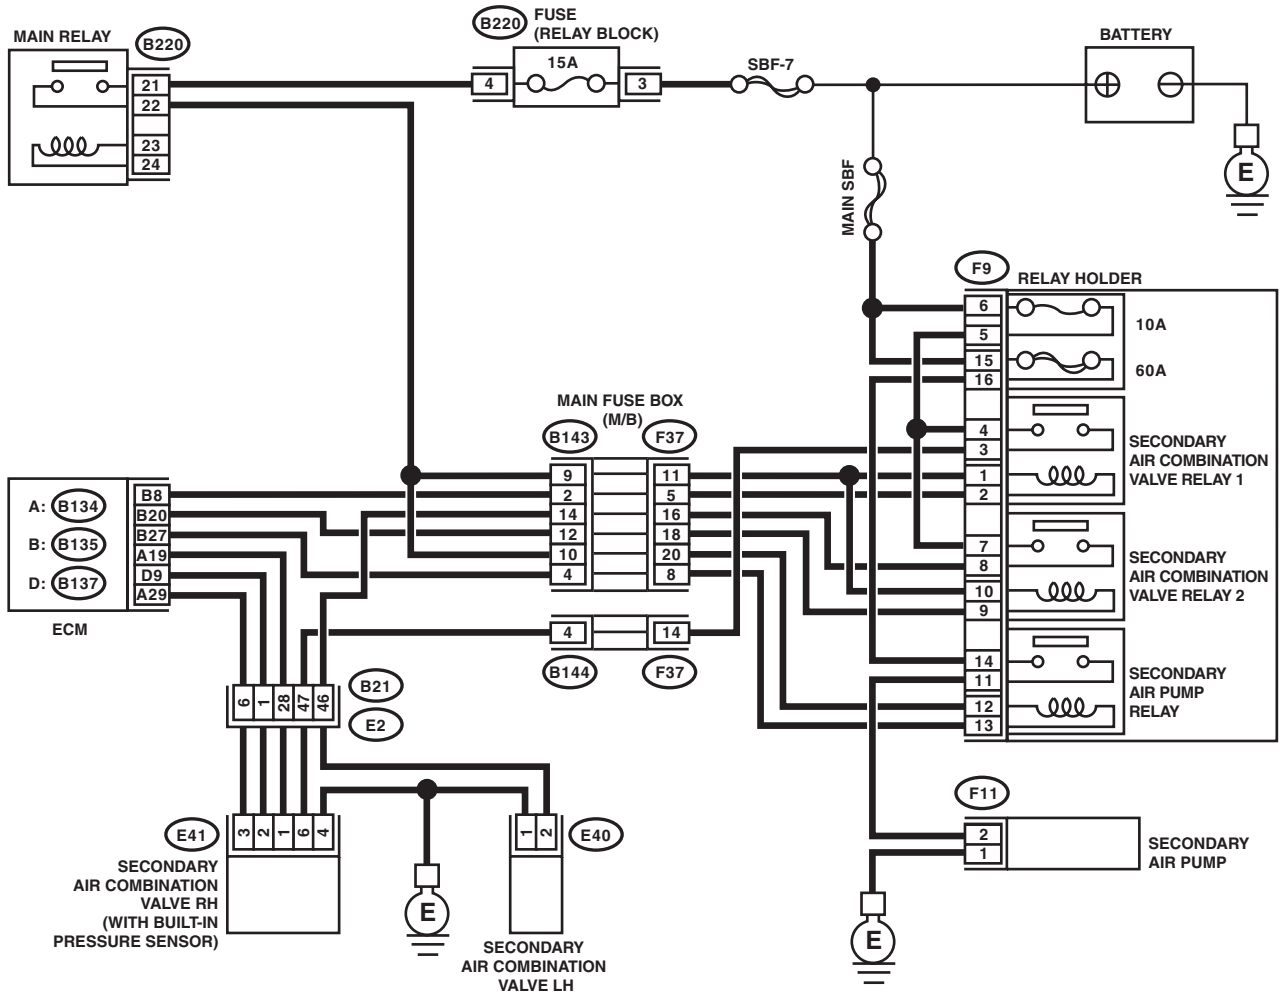 MAIN RELAY
B220
21
22
23
24
B220
FUSE
(RELAY BLOCK)
15A
4
3
SBF-7
BATTERY
E
MAIN SBF
F9
RELAY HOLDER
6
5
15
16
4
3
1
2
7
8
10
9
14
11
12
13
10A
60A
SECONDARY
AIR COMBINATION
VALVE RELAY 1
SECONDARY
AIR COMBINATION
VALVE RELAY 2
SECONDARY
AIR PUMP
RELAY
MAIN FUSE BOX
(M/B)
B143
F37
9
11
2
5
14
16
12
18
10
20
4
8
4
14
B144
F37
A: B134
B: B135
D: B137
B8
B20
B27
A19
D9
A29
ECM
6
1
28
47
46
B21
E2
E41
3
2
1
6
4
SECONDARY
AIR COMBINATION
VALVE RH
(WITH BUILT-IN
PRESSURE SENSOR)
E
1
2
E40
SECONDARY
AIR COMBINATION
VALVE LH
F11
2
1
SECONDARY
AIR PUMP
E